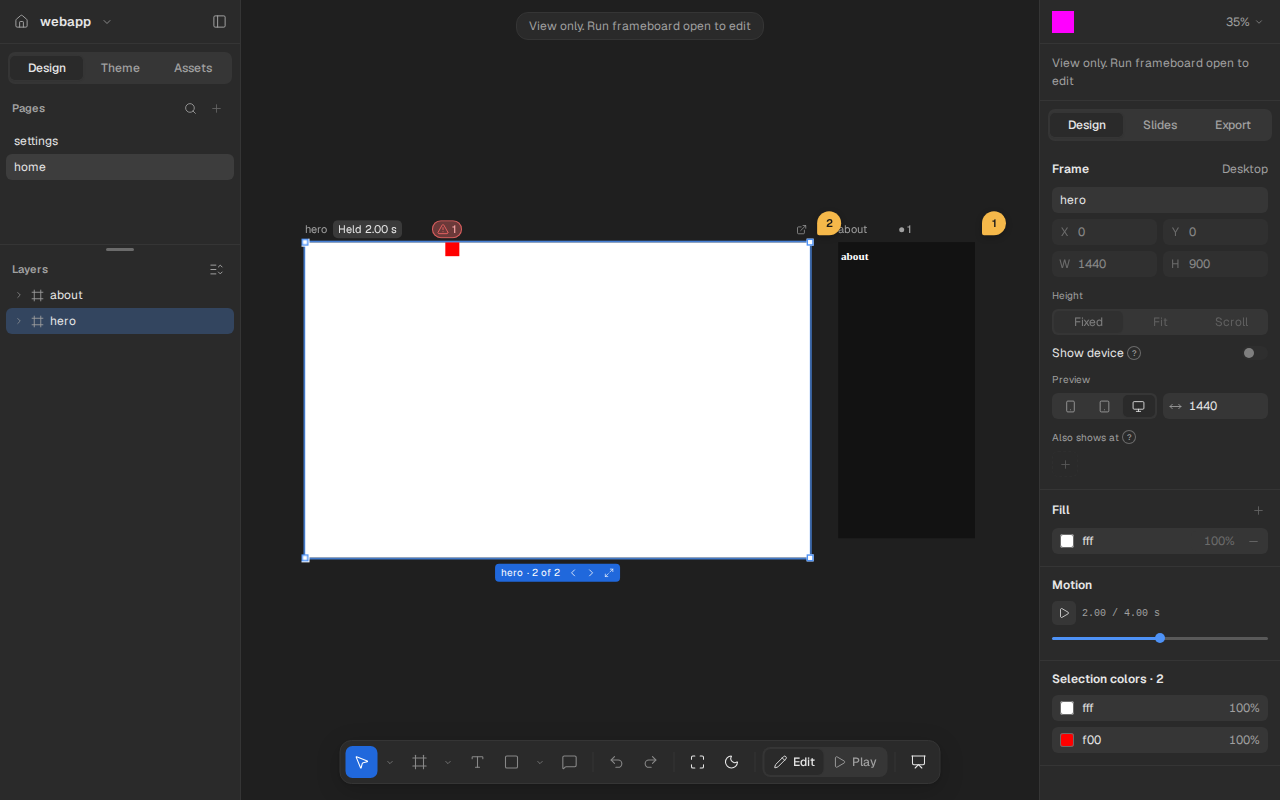 webapp
View only. Run frameboard open to edit
35%
View only. Run frameboard open to
edit
Design
Theme
Assets
Design
Slides
Export
Pages
settings
home
Frame
Desktop
hero
X 0
Y 0
W 1440
H 900
hero
Held 2.00 s
1
2
about
1
1
about
Layers
about
hero
Height
Fixed
Fit
Scroll
Show device ?
Preview
1440
Also shows at ?
Fill
fff
100%
hero · 2 of 2
Motion
2.00 / 4.00 s
Selection colors · 2
fff
100%
f00
100%
Edit
Play